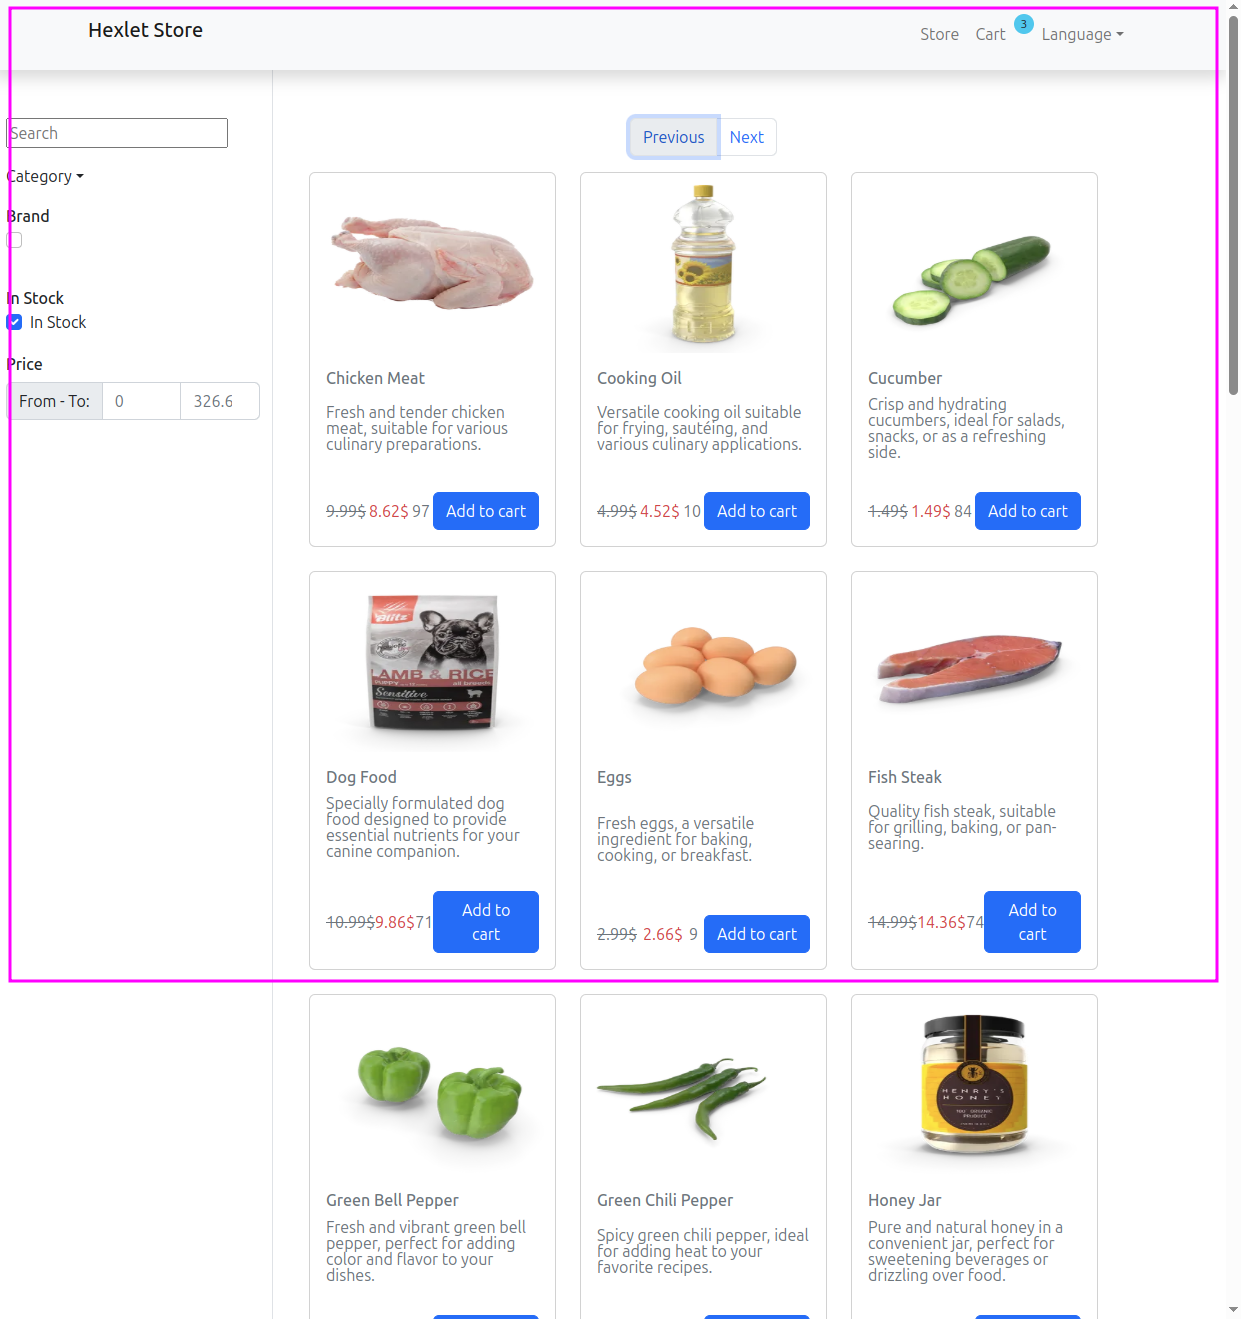 Hexlet Store
Store Cart 3 Language
Search
Category
Brand
In Stock
In Stock
Price
From - To: 0 326.6
Previous Next
Chicken Meat
Fresh and tender chicken
meat, suitable for various
culinary preparations.
9.99$ 8.62$ 97 Add to cart
Cooking Oil
Versatile cooking oil suitable
for frying, sautéing, and
various culinary applications.
4.99$ 4.52$ 10 Add to cart
Cucumber
Crisp and hydrating
cucumbers, ideal for salads,
snacks, or as a refreshing
side.
1.49$ 1.49$ 84 Add to cart
Blitz
LAMB & RICE
PUPPY
all breeds
Sensitive
Dog Food
Specially formulated dog
food designed to provide
essential nutrients for your
canine companion.
10.99$ 9.86$ 71 Add to
cart
Eggs
Fresh eggs, a versatile
ingredient for baking,
cooking, or breakfast.
2.99$ 2.66$ 9 Add to cart
Fish Steak
Quality fish steak, suitable
for grilling, baking, or pan-
searing.
14.99$ 14.36$ 74 Add to
cart
Green Bell Pepper
Fresh and vibrant green bell
pepper, perfect for adding
color and flavor to your
dishes.
Green Chili Pepper
Spicy green chili pepper, ideal
for adding heat to your
favorite recipes.
HENRY'S
HONEY
Honey Jar
Pure and natural honey in a
convenient jar, perfect for
sweetening beverages or
drizzling over food.